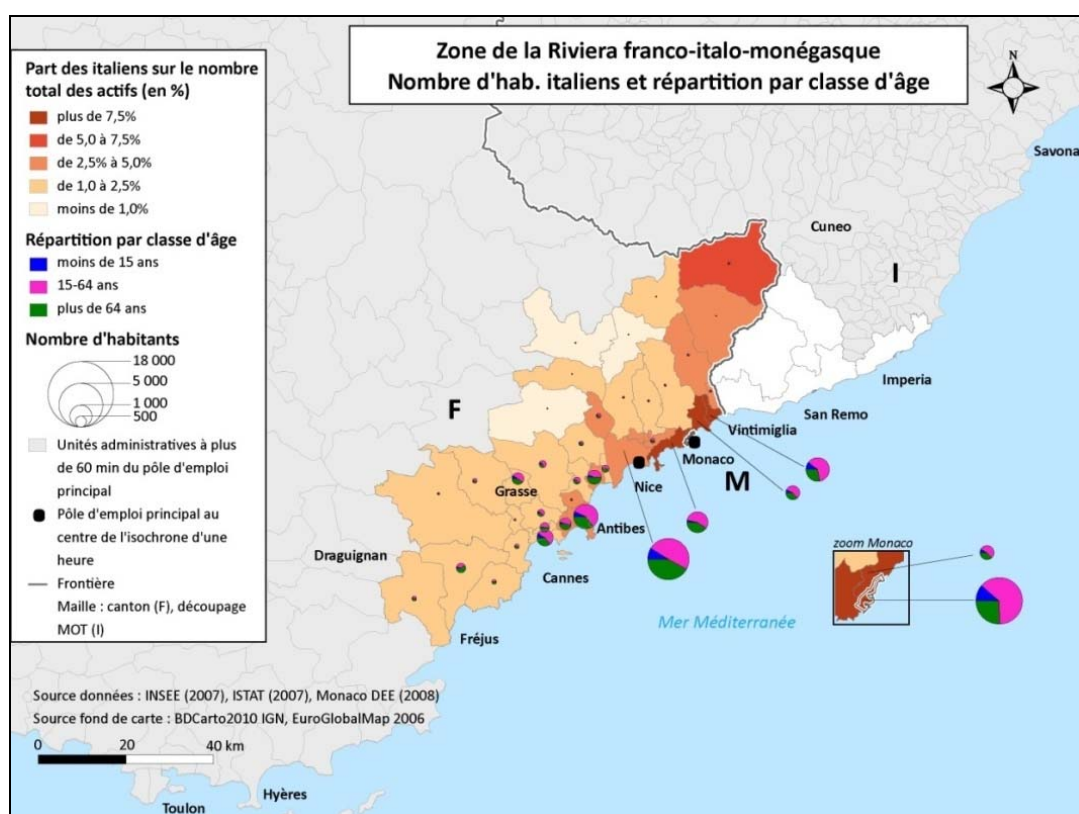 Zone de la Riviera franco-italo-monégasque
Nombre d'hab. italiens et répartition par classe d'âge
N
Part des italiens sur le nombre
total des actifs (en %)
plus de 7,5%
de 5,0 à 7,5%
de 2,5% à 5,0%
de 1,0 à 2,5%
moins de 1,0%
Répartition par classe d'âge
moins de 15 ans
15-64 ans
plus de 64 ans
Nombre d'habitants
18 000
5 000
1 000
500
Unités administratives à plus
de 60 min du pôle d'emploi
principal
Pôle d'emploi principal au
centre de l'isochrone d'une
heure
Frontière
Maille : canton (F), découpage
MOT (I)
Savona
Cuneo
I
Imperia
San Remo
Vintimiglia
F
Monaco
M
Nice
Grasse
Antibes
Draguignan
Cannes
zoom Monaco
Mer Méditerranée
Fréjus
Source données : INSEE (2007), ISTAT (2007), Monaco DEE (2008)
Source fond de carte : BDCarto2010 IGN, EuroGlobalMap 2006
0 20 40 km
Hyères
Toulon